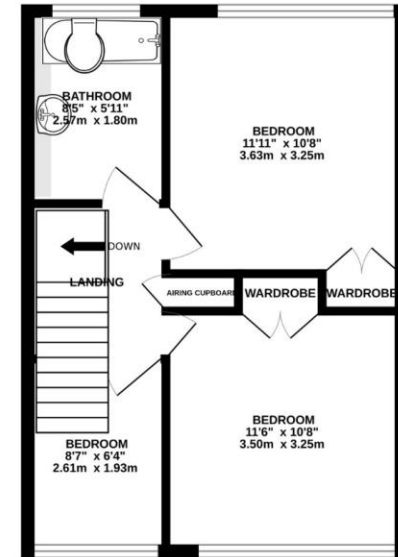 BATHROOM
8'5" x 5'11"
2.57m x 1.80m
BEDROOM
11'11" x 10'8"
3.63m x 3.25m
DOWN
LANDING
AIRING CUPBOARD
WARDROBE
WARDROBE
BEDROOM
11'6" x 10'8"
3.50m x 3.25m
BEDROOM
8'7" x 6'4"
2.61m x 1.93m